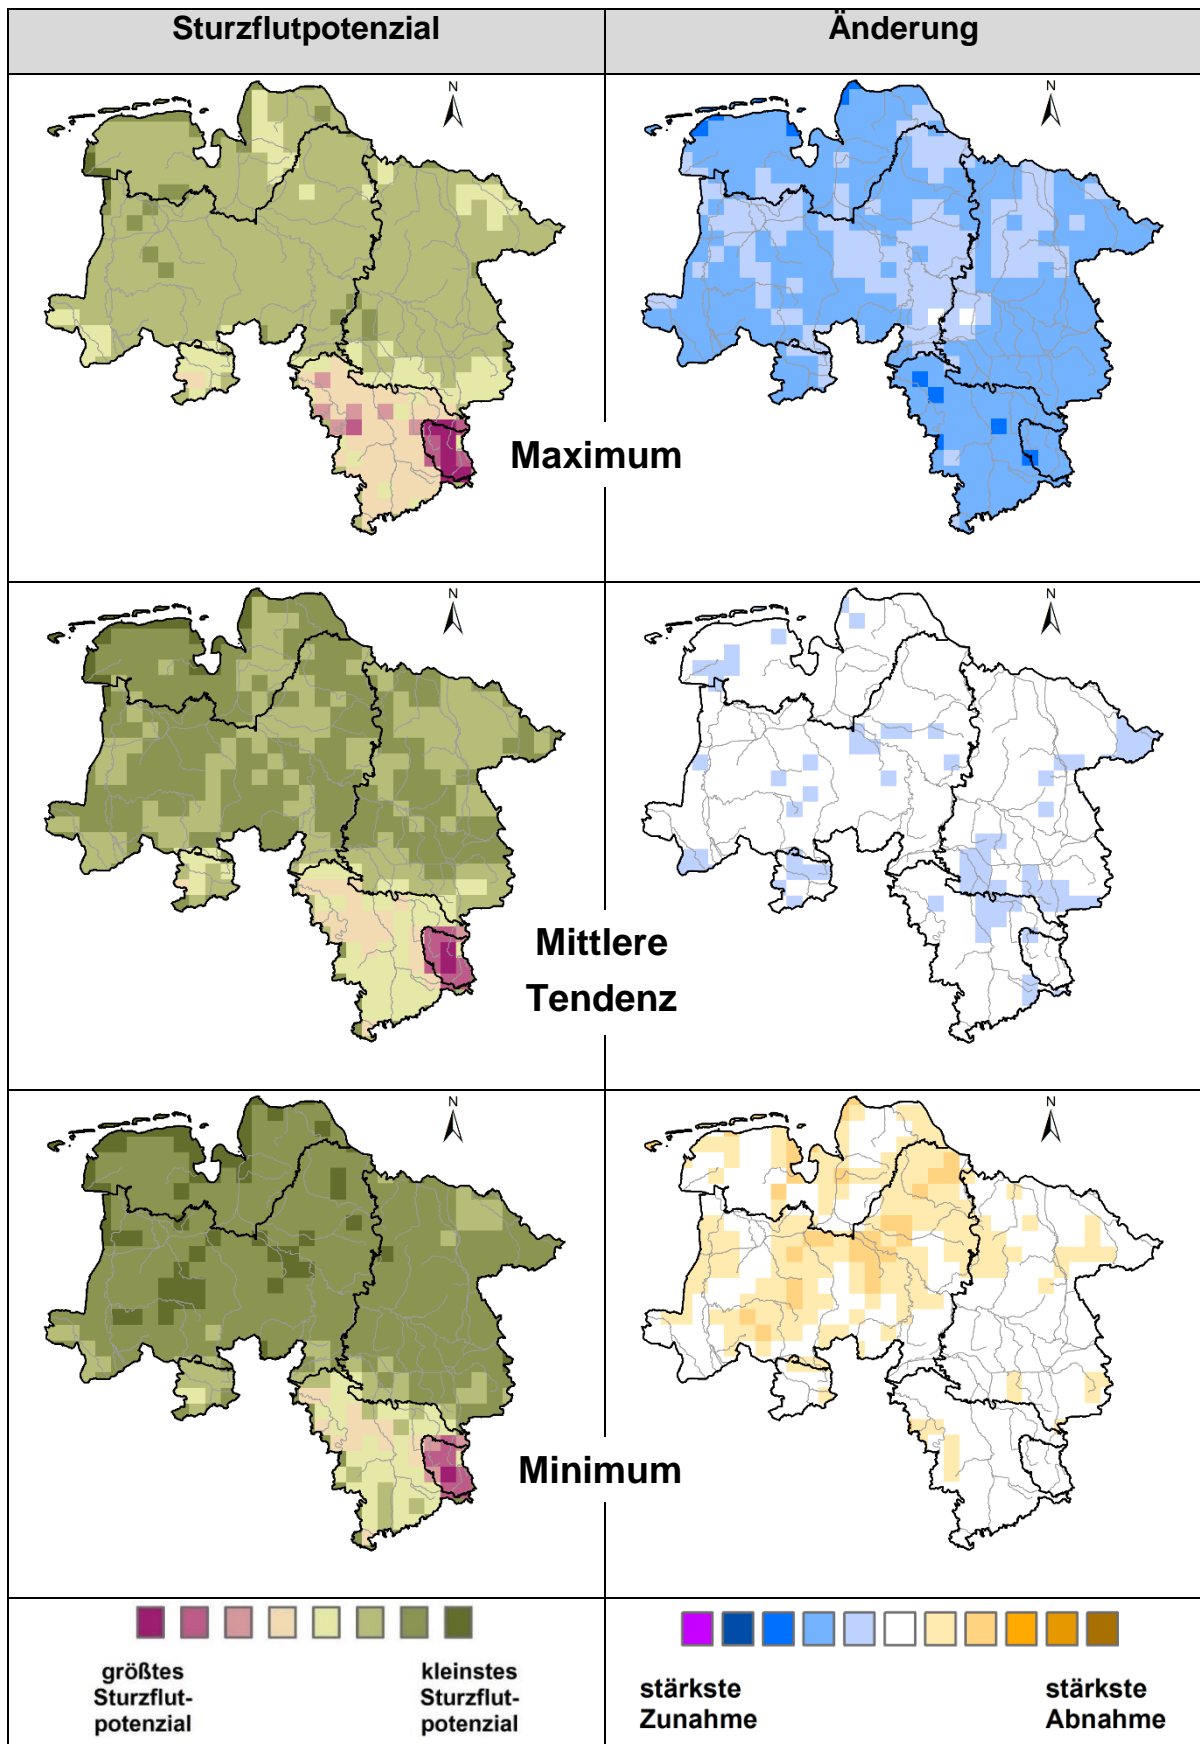 Sturzflutpotenzial
Änderung
N
N
Maximum
N
N
Mittlere
Tendenz
N
N
Minimum
größtes
Sturzflut-
potenzial
kleinstes
Sturzflut-
potenzial
stärkste
Zunahme
stärkste
Abnahme